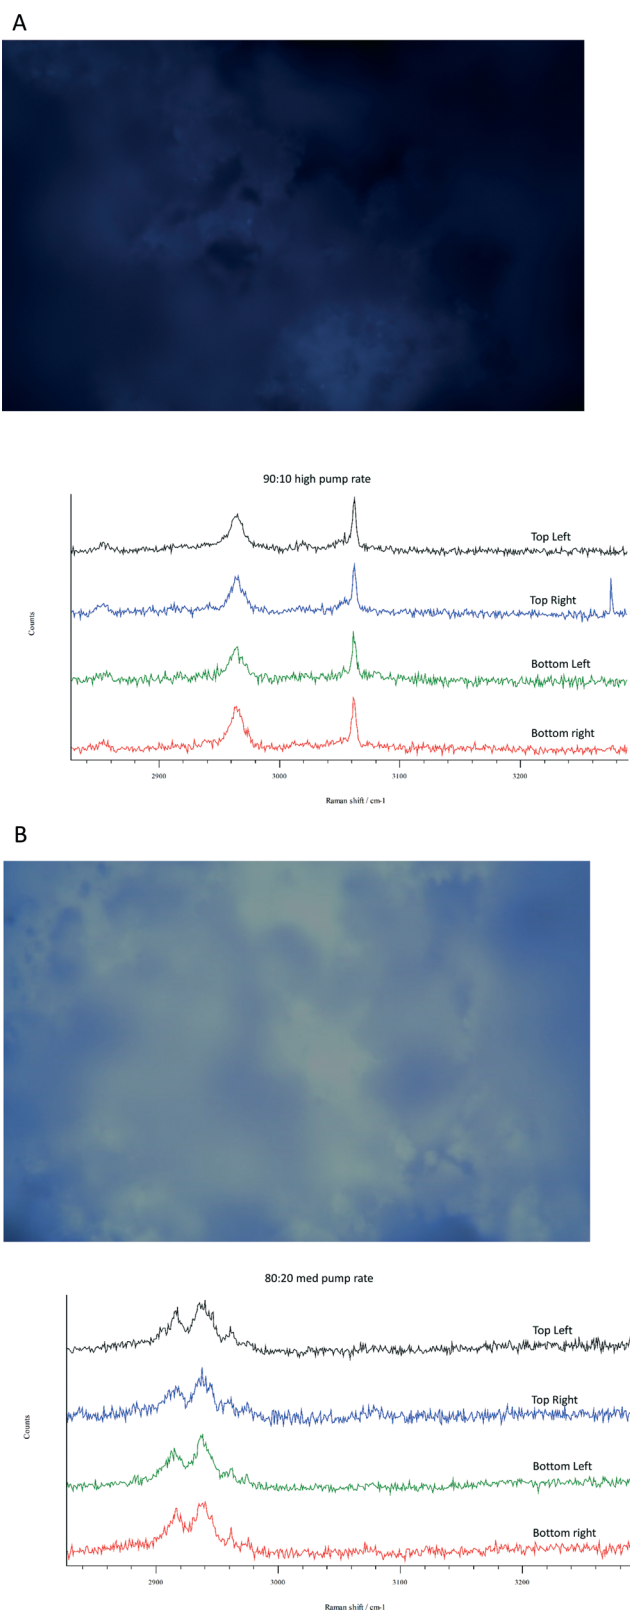 A
90:10 high pump rate
Top Left
Top Right
Bottom Left
Bottom right
Counts
2900 3000 3100 3200
Raman shift / cm-1
B
80:20 med pump rate
Top Left
Top Right
Bottom Left
Bottom right
Counts
2900 3000 3100 3200
Raman shift / cm-1